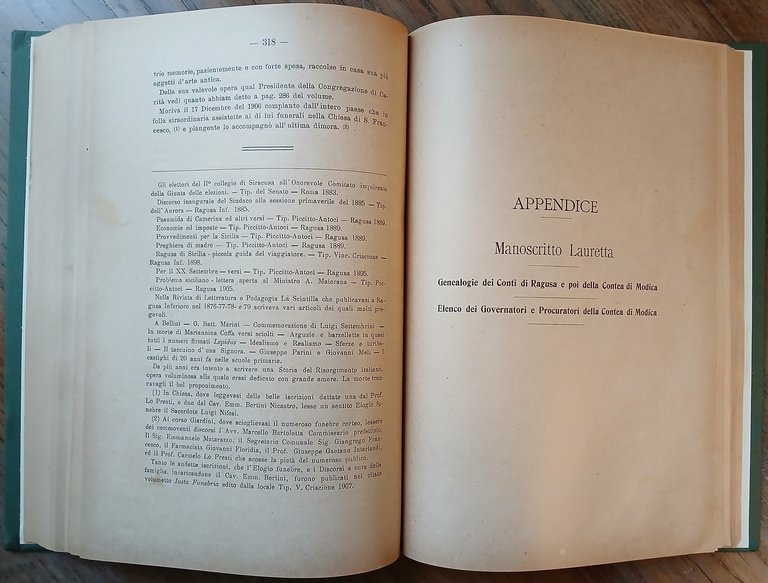 — 318 —
trie memorie, pazientemente e con forte spesa, raccolse in casa sua più
oggetti d'arte antica.
Della sua valevole opera qual Presidente della Congregazione di Ca-
rità vedi quanto abbiam detto a pag. 286 del volume.
Moriva il 17 Dicembre del 1906 compianto dall'intero paese che in
folla straordinaria assistette ai di lui funerali nella Chiesa di S. Fran-
cesco, (1) e piangente lo accompagnò all'ultima dimora. (2)
Gli elettori del II° collegio di Siracusa all'Onorevole Comitato inquirente
della Giunta delle elezioni. — Tip. del Senato — Roma 1883.
Discorso inaugurale del Sindaco alla sessione primaverile del 1885 — Tip.
dell'Aurora — Ragusa Inf. 1885.
Psaumida di Camerina ed altri versi — Tip. Piccitto-Antoci — Ragusa 1889.
Economie ed imposte — Tip. Piccitto-Antoci — Ragusa 1889.
Provvedimenti per la Sicilia — Tip. Piccitto-Antoci — Ragusa 1889.
Preghiera di madre — Tip. Piccitto-Antoci — Ragusa 1889.
Ragusa di Sicilia - piccola guida del viaggiatore. — Tip. Vinc. Criscione —
Ragusa Inf. 1898.
Per il XX Settembre — versi — Tip. Piccitto-Antoci — Ragusa 1895.
Problema siciliano - lettera aperta al Ministro A. Maiorana — Tip. Pic-
citto-Antoci — Ragusa 1905.
Nella Rivista di Letteratura e Pedagogia La Scintilla che publicavasi a Ra-
gusa Inferiore nel 1876-77-78- e 79 scriveva vari articoli dei quali molti pre-
gevoli.
A Bellini — G. Batt. Marini — Commemorazione di Luigi Settembrini —
In morte di Mariannina Coffa versi sciolti — Arguzie e barzellette in quasi
tutti i numeri firmati Lepidus — Idealismo e Realismo — Sferze e turibo-
li — Il taccuino d'una Signora. — Giuseppe Parini e Giovanni Meli — I
castighi di 20 anni fa nelle scuole primarie.
Da più anni era intento a scrivere una Storia del Risorgimento italiano,
opera voluminosa alla quale erasi dedicato con grande amore. La morte tron-
cavagli il bel proponimento.
(1) In Chiesa, dove leggevasi delle belle iscrizioni dettate una dal Prof.
Lo Presti, e due dal Cav. Emm. Bertini Nicastro, lesse un sentito Elogio fu-
nebre il Sacerdote Luigi Nifosì.
(2) Al corso Giardini, dove scioglievasi il numeroso funebre corteo, lessero
dei commoventi discorsi l'Avv. Marcello Bartolotta Commissario prefettizio,
Il Sig. Emmanuele Matarazzo, il Segretario Comunale Sig. Giangrego Fran-
cesco, il Farmacista Giovanni Floridia, il Prof. Giuseppe Gaetano Interlandi,
ed il Prof. Carmelo Lo Presti che scosse la pietà del numeroso publico.
Tanto le sudette iscrizioni, che l'Elogio funebre, e i Discorsi a cura della
famiglia, incaricandone il Cav. Emm. Bertini, furono publicati nel citato
volumetto Iusta Funebria edito dalla locale Tip. V. Criscione 1907.
APPENDICE
Manoscritto Lauretta
Genealogie dei Conti di Ragusa e poi della Contea di Modica
Elenco dei Governatori e Procuratori della Contea di Modica